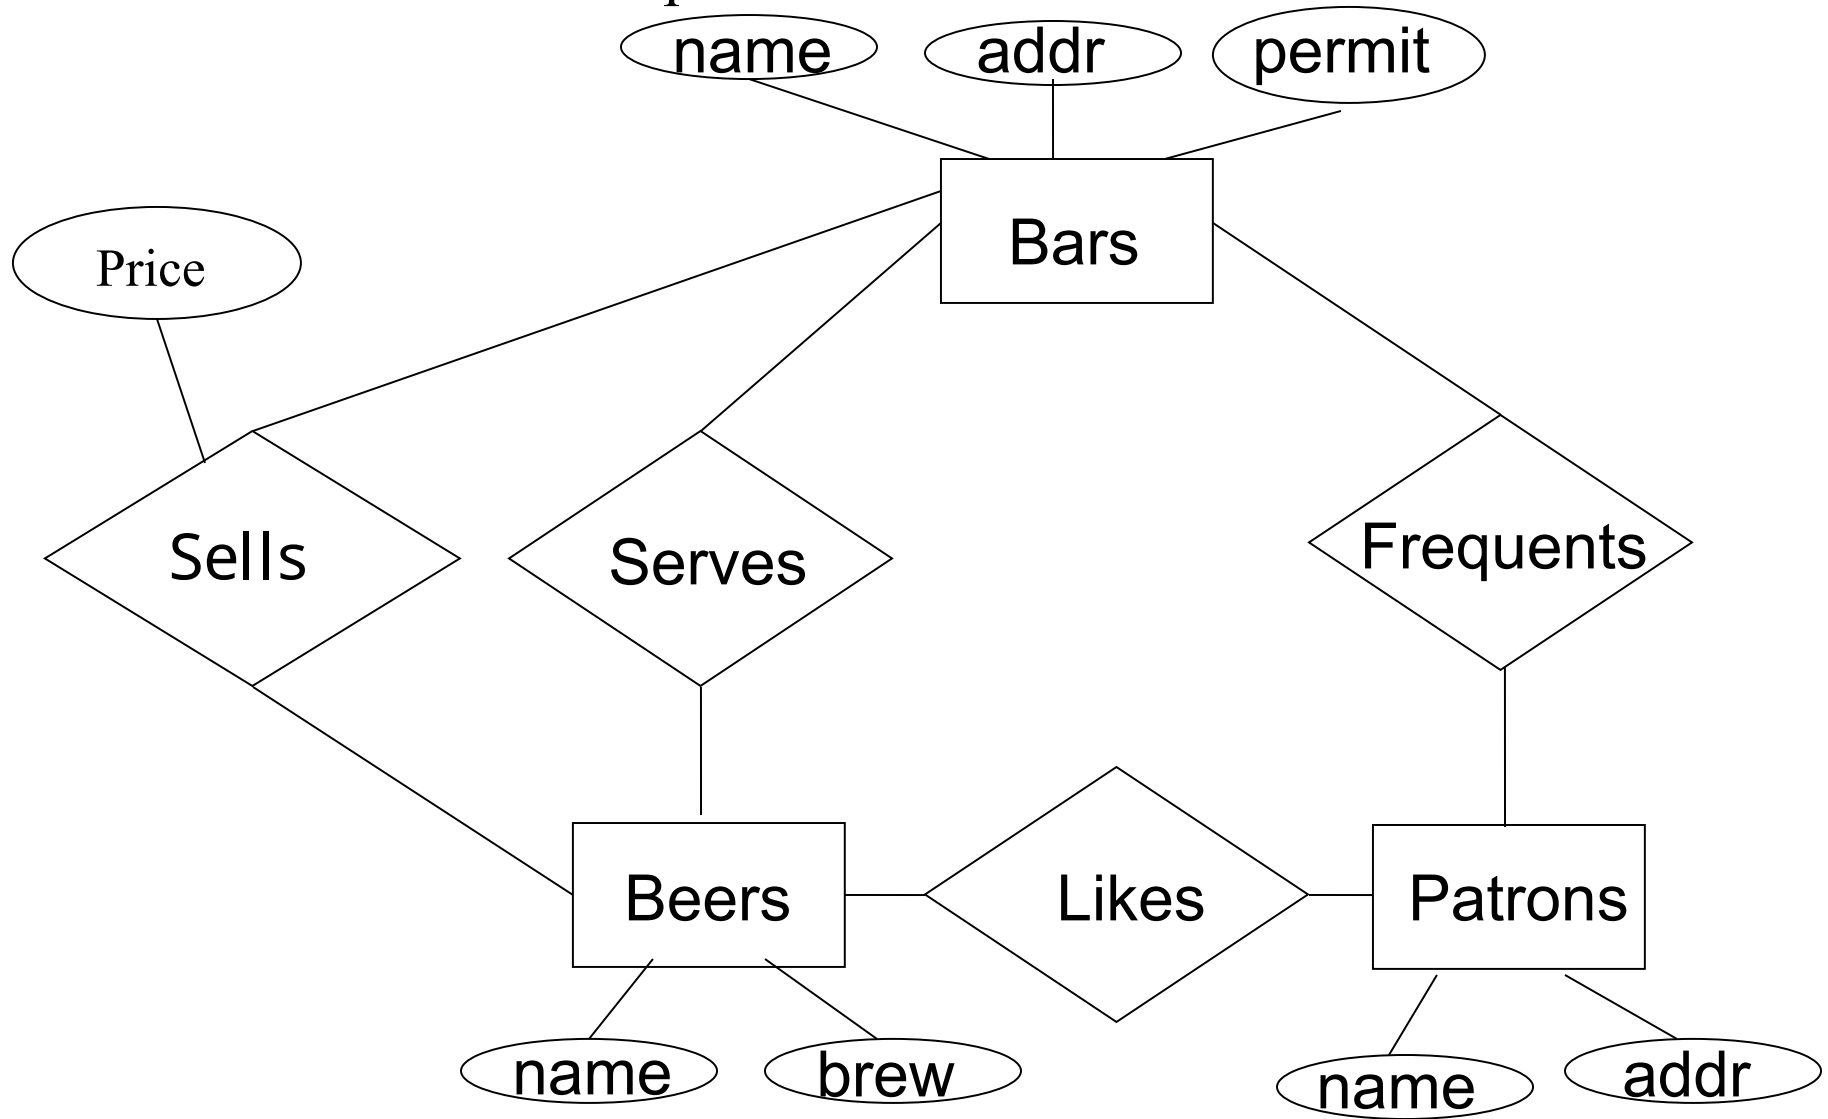 name
addr
permit
Bars
Price
Sells
Serves
Frequents
Beers
Likes
Patrons
name
brew
name
addr